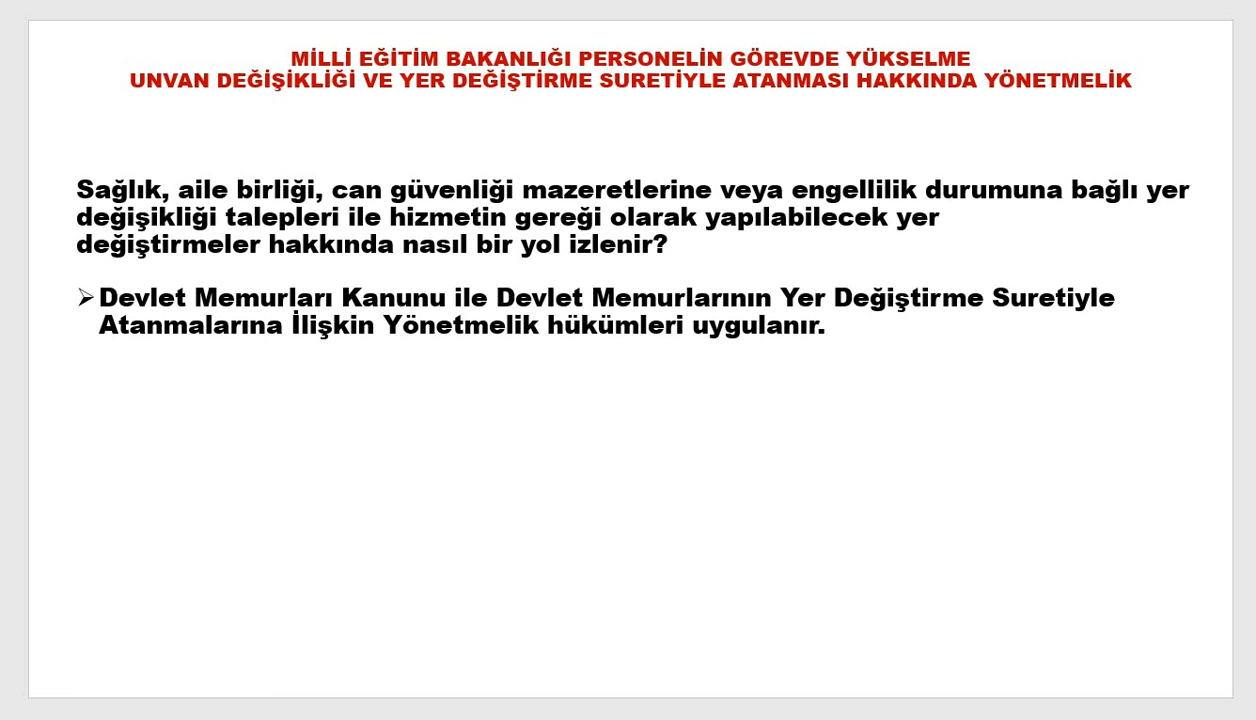 MİLLİ EĞİTİM BAKANLIĞI PERSONELİN GÖREVDE YÜKSELME
UNVAN DEĞİŞİKLİĞİ VE YER DEĞİŞTİRME SURETİYLE ATANMASI HAKKINDA YÖNETMELİK
Sağlık, aile birliği, can güvenliği mazeretlerine veya engellilik durumuna bağlı yer
değişikliği talepleri ile hizmetin gereği olarak yapılabilecek yer
değiştirmeler hakkında nasıl bir yol izlenir?
➢ Devlet Memurları Kanunu ile Devlet Memurlarının Yer Değiştirme Suretiyle
Atanmalarına İlişkin Yönetmelik hükümleri uygulanır.